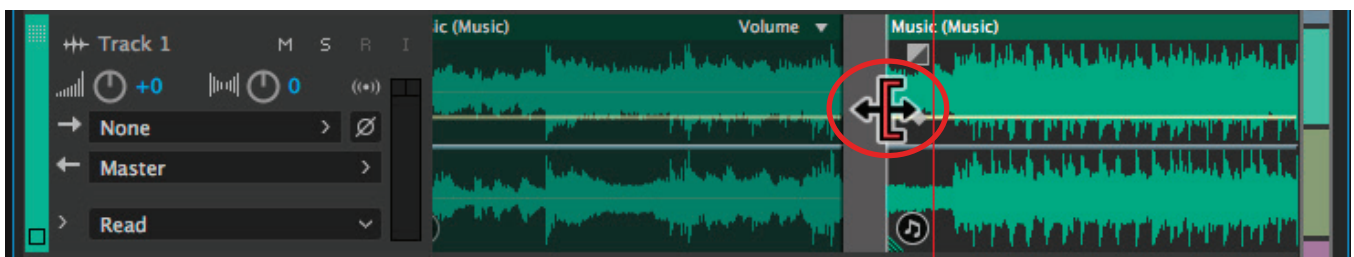 Track 1 M S R I
+0 0
None
Master
Read
ic (Music) Volume
Music (Music)